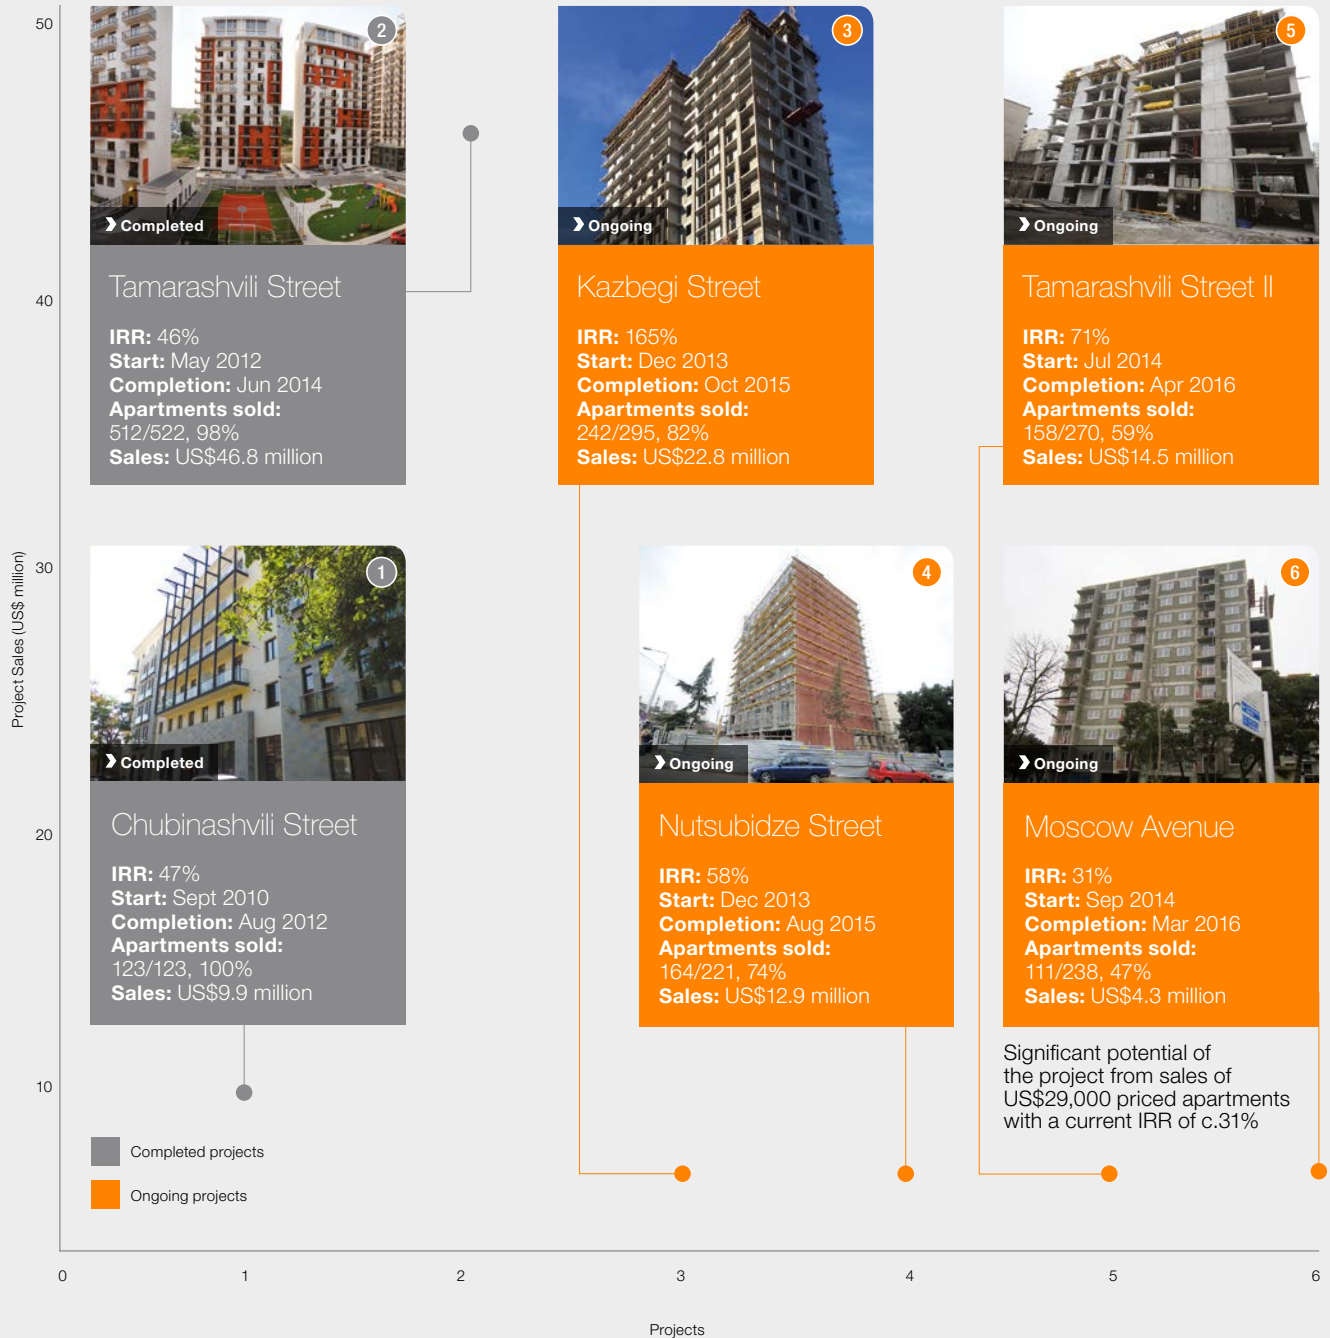 50
40
30
20
10
Project Sales (US$ million)
2
Completed
Tamarashvili Street
IRR: 46%
Start: May 2012
Completion: Jun 2014
Apartments sold:
512/522, 98%
Sales: US$46.8 million
3
Ongoing
Kazbegi Street
IRR: 165%
Start: Dec 2013
Completion: Oct 2015
Apartments sold:
242/295, 82%
Sales: US$22.8 million
5
Ongoing
Tamarashvili Street II
IRR: 71%
Start: Jul 2014
Completion: Apr 2016
Apartments sold:
158/270, 59%
Sales: US$14.5 million
1
Completed
Chubinashvili Street
IRR: 47%
Start: Sept 2010
Completion: Aug 2012
Apartments sold:
123/123, 100%
Sales: US$9.9 million
4
Ongoing
Nutsubidze Street
IRR: 58%
Start: Dec 2013
Completion: Aug 2015
Apartments sold:
164/221, 74%
Sales: US$12.9 million
6
Ongoing
Moscow Avenue
IRR: 31%
Start: Sep 2014
Completion: Mar 2016
Apartments sold:
111/238, 47%
Sales: US$4.3 million
Significant potential of
the project from sales of
US$29,000 priced apartments
with a current IRR of c.31%
Completed projects
Ongoing projects
0 1 2 3 4 5 6
Projects